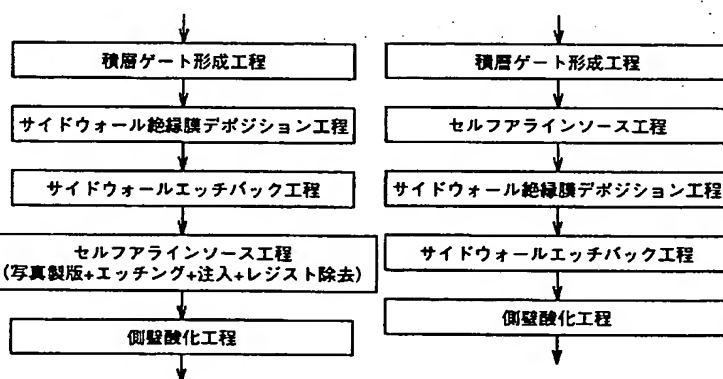 積層ゲート形成工程
サイドウォール絶縁膜デポジション工程
サイドウォールエッチバック工程
セルフアラインソース工程
(写真製版+エッチング+注入+レジスト除去)
側壁酸化工程
積層ゲート形成工程
セルフアラインソース工程
サイドウォール絶縁膜デポジション工程
サイドウォールエッチバック工程
側壁酸化工程